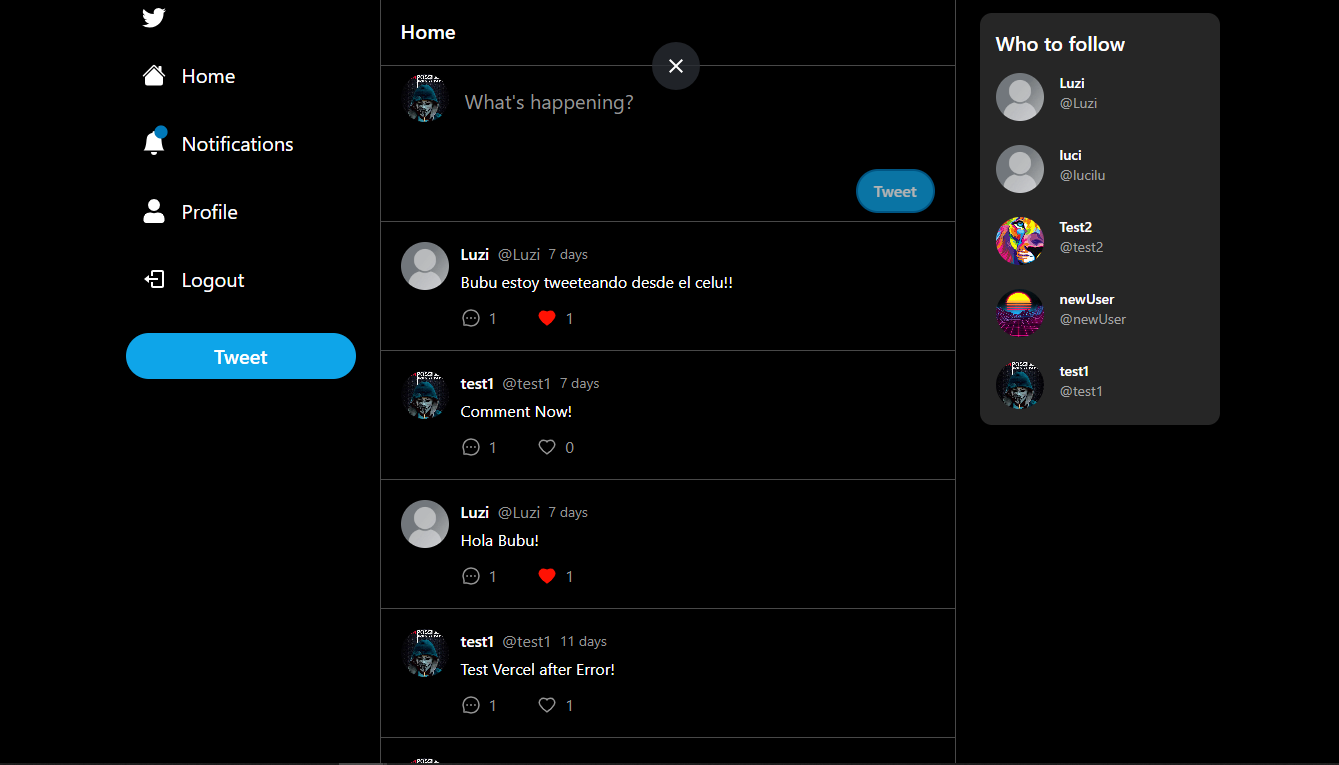 Home
Notifications
Profile
Logout
Tweet
Home
What's happening?
Tweet
Luzi @Luzi 7 days
Bubu estoy tweeteando desde el celu!!
1 1
test1 @test1 7 days
Comment Now!
1 0
Luzi @Luzi 7 days
Hola Bubu!
1 1
test1 @test1 11 days
Test Vercel after Error!
1 1
Who to follow
Luzi
@Luzi
luci
@lucilu
Test2
@test2
newUser
@newUser
test1
@test1